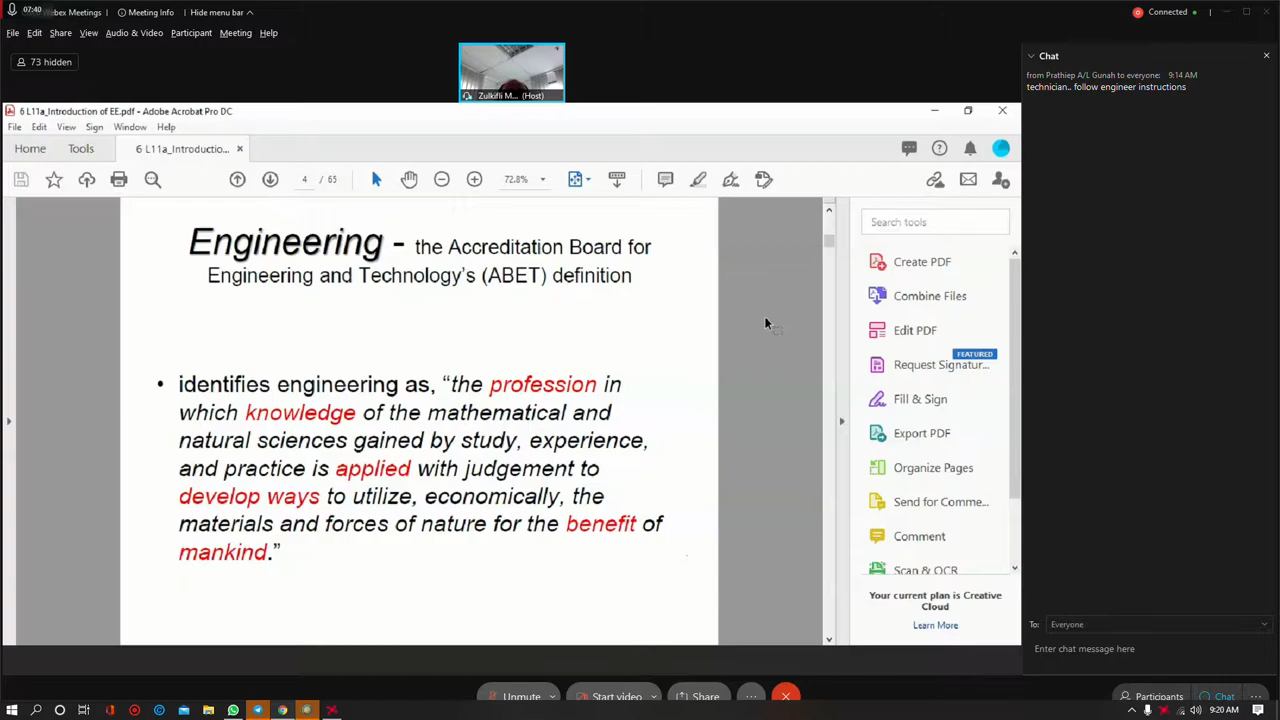 07:40
ebex Meetings
Meeting Info
Hide menu bar
Connected
File Edit Share View Audio & Video Participant Meeting Help
73 hidden
Zulkifli M... (Host)
Chat
from Prathiep A/L Gunah to everyone: 9:14 AM
technician.. follow engineer instructions
6 L11a_Introduction of EE.pdf - Adobe Acrobat Pro DC
File Edit View Sign Window Help
Home Tools 6 L11a_Introductio...
4 / 65 72.8%
Engineering - the Accreditation Board for
Engineering and Technology's (ABET) definition
• identifies engineering as, “the profession in
which knowledge of the mathematical and
natural sciences gained by study, experience,
and practice is applied with judgement to
develop ways to utilize, economically, the
materials and forces of nature for the benefit of
mankind.”
Search tools
Create PDF
Combine Files
Edit PDF
FEATURED
Request Signatur...
Fill & Sign
Export PDF
Organize Pages
Send for Comme...
Comment
Scan & OCR
Your current plan is Creative
Cloud
Learn More
To: Everyone
Enter chat message here
Unmute
Start video
Share
Participants
Chat
9:20 AM